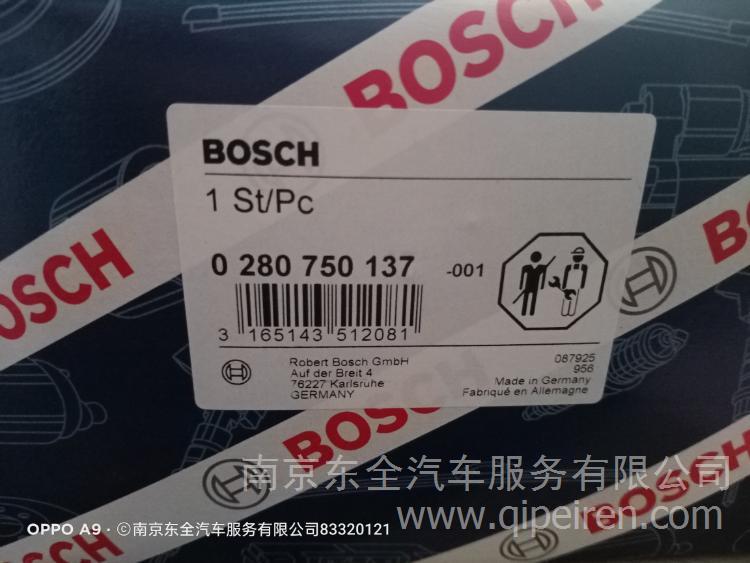 BOSCH
BOSCH
BOSCH
1 St/Pc
0 280 750 137 -001
3 165143 512081
Robert Bosch GmbH
Auf der Breit 4
76227 Karlsruhe
GERMANY
087925
956
Made in Germany
Fabriqué en Allemagne
BOSCH
BOSCH
南京东全汽车服务有限公司
www.qipeiren.com
OPPO A9 · ©南京东全汽车服务有限公司83320121